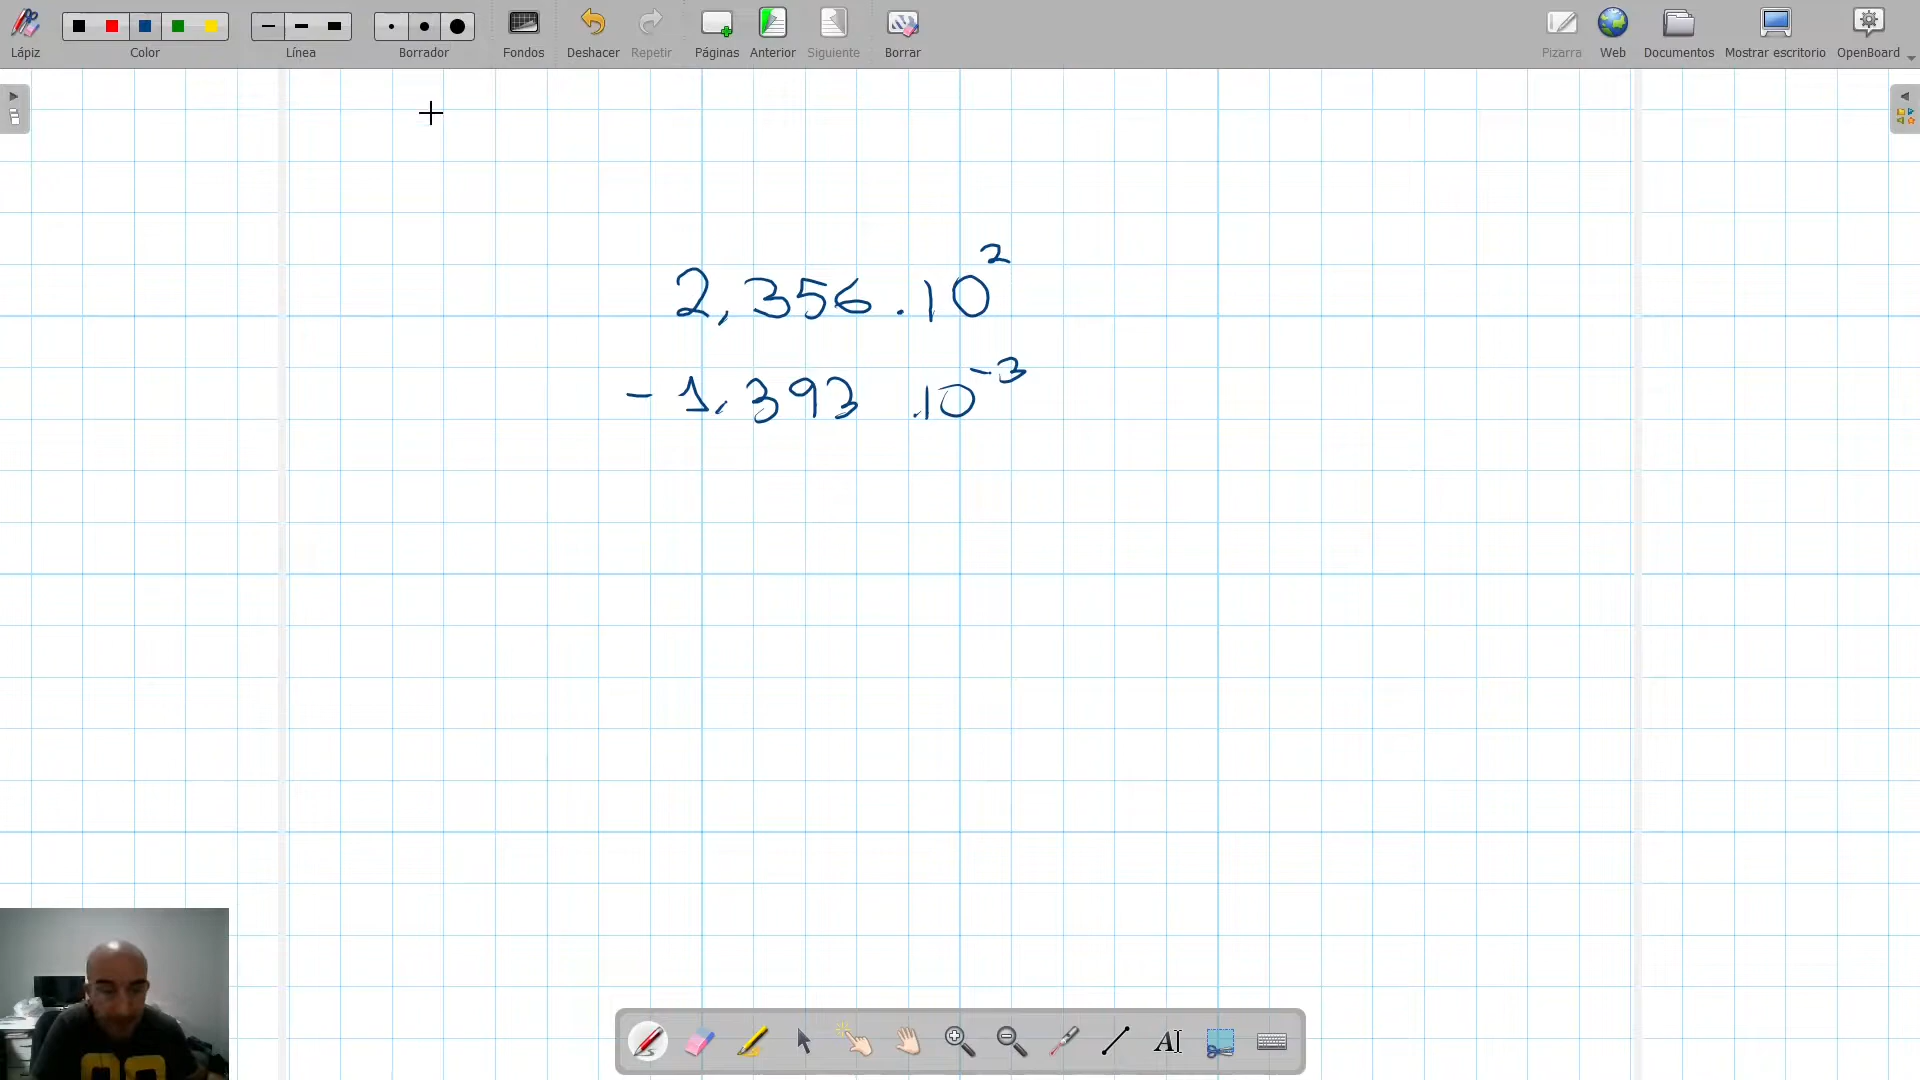 Lápiz Color Línea Borrador Fondos Deshacer Repetir Páginas Anterior Siguiente Borrar Pizarra Web Documentos Mostrar escritorio OpenBoard
2,356 .10²
- 1,393 .10⁻³